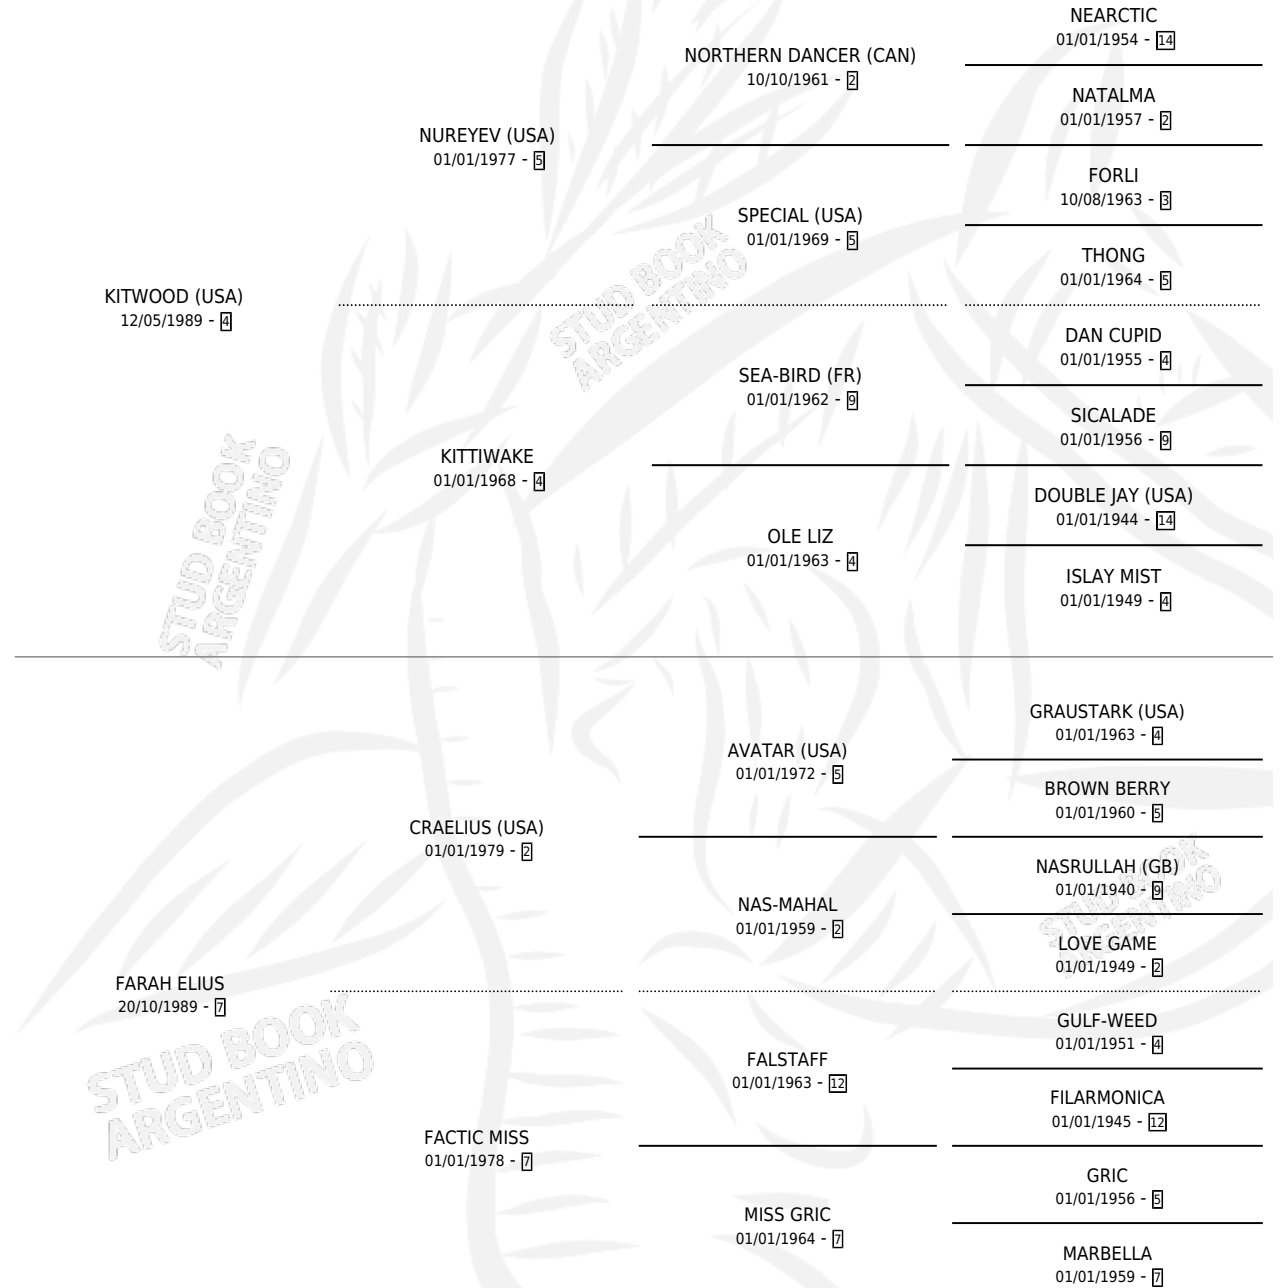 NEARCTIC
01/01/1954 - 14
NORTHERN DANCER (CAN)
10/10/1961 - 2
NATALMA
01/01/1957 - 2
NUREYEV (USA)
01/01/1977 - 5
FORLI
10/08/1963 - 3
SPECIAL (USA)
01/01/1969 - 5
THONG
01/01/1964 - 5
KITWOOD (USA)
12/05/1989 - 4
STUD BOOK
ARGENTINO
DAN CUPID
01/01/1955 - 4
SEA-BIRD (FR)
01/01/1962 - 9
SICALADE
01/01/1956 - 9
KITTIWAKE
01/01/1968 - 4
DOUBLE JAY (USA)
01/01/1944 - 14
OLE LIZ
01/01/1963 - 4
ISLAY MIST
01/01/1949 - 4
STUD BOOK
ARGENTINO
GRAUSTARK (USA)
01/01/1963 - 4
AVATAR (USA)
01/01/1972 - 5
BROWN BERRY
01/01/1960 - 5
CRAELIUS (USA)
01/01/1979 - 2
NASRULLAH (GB)
01/01/1940 - 9
NAS-MAHAL
01/01/1959 - 2
LOVE GAME
01/01/1949 - 2
STUD BOOK
ARGENTINO
FARAH ELIUS
20/10/1989 - 7
GULF-WEED
01/01/1951 - 4
FALSTAFF
01/01/1963 - 12
FILARMONICA
01/01/1945 - 12
FACTIC MISS
01/01/1978 - 7
GRIC
01/01/1956 - 5
MISS GRIC
01/01/1964 - 7
MARBELLA
01/01/1959 - 7
STUD BOOK
ARGENTINO